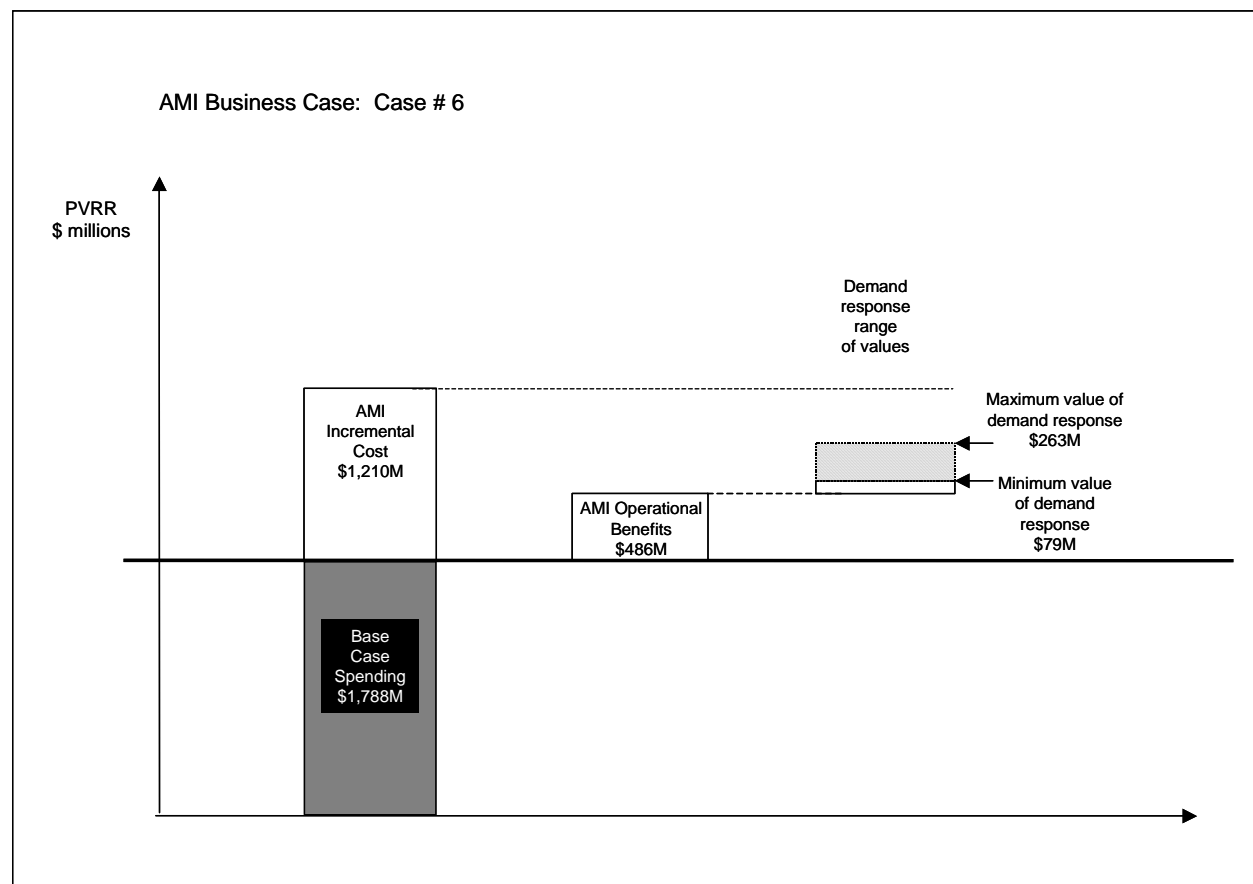 AMI Business Case: Case # 6
PVRR
$ millions
Demand
response
range
of values
AMI
Incremental
Cost
$1,210M
Maximum value of
demand response
$263M
Minimum value
of demand
response
$79M
AMI Operational
Benefits
$486M
Base
Case
Spending
$1,788M